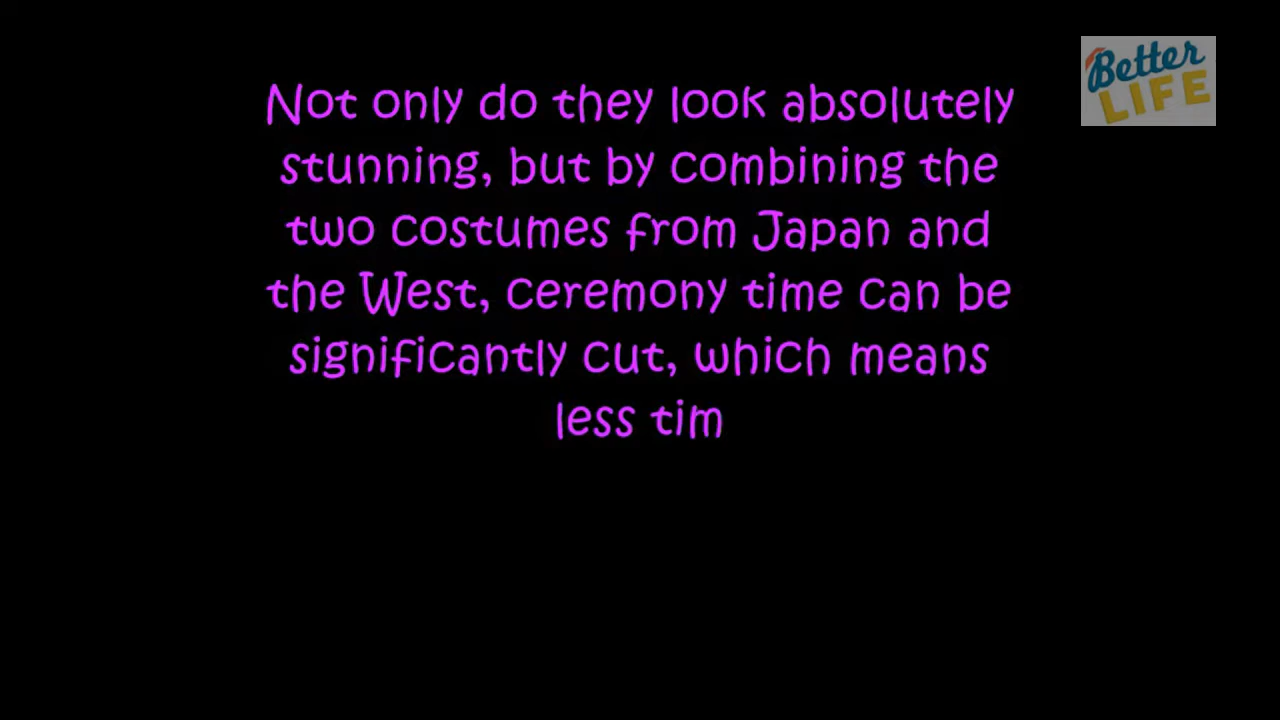 Better
LIFE
Not only do they look absolutely
stunning, but by combining the
two costumes from Japan and
the West, ceremony time can be
significantly cut, which means
less tim